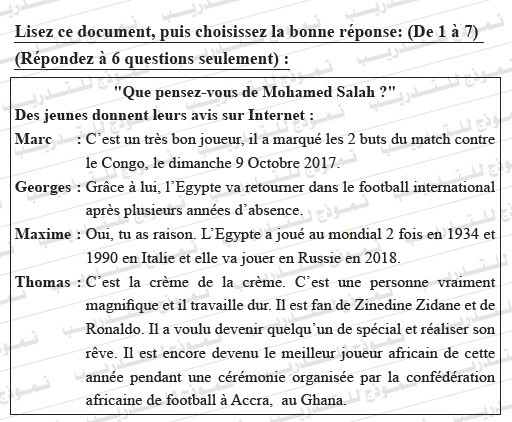 Lisez ce document, puis choisissez la bonne réponse: (De 1 à 7)
(Répondez à 6 questions seulement) :
"Que pensez-vous de Mohamed Salah ?"
Des jeunes donnent leurs avis sur Internet :
Marc : C'est un très bon joueur, il a marqué les 2 buts du match contre
le Congo, le dimanche 9 Octobre 2017.
Georges : Grâce à lui, l'Egypte va retourner dans le football international
après plusieurs années d'absence.
Maxime : Oui, tu as raison. L'Egypte a joué au mondial 2 fois en 1934 et
1990 en Italie et elle va jouer en Russie en 2018.
Thomas : C'est la crème de la crème. C'est une personne vraiment
magnifique et il travaille dur. Il est fan de Zinedine Zidane et de
Ronaldo. Il a voulu devenir quelqu'un de spécial et réaliser son
rêve. Il est encore devenu le meilleur joueur africain de cette
année pendant une cérémonie organisée par la confédération
africaine de football à Accra, au Ghana.
نموذج للتدريب